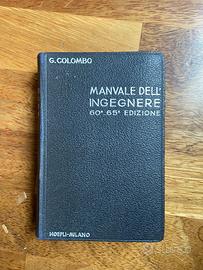 G. COLOMBO
MANVALE DELL'
INGEGNERE
60ª-65ª EDIZIONE
HOEPLI-MILANO